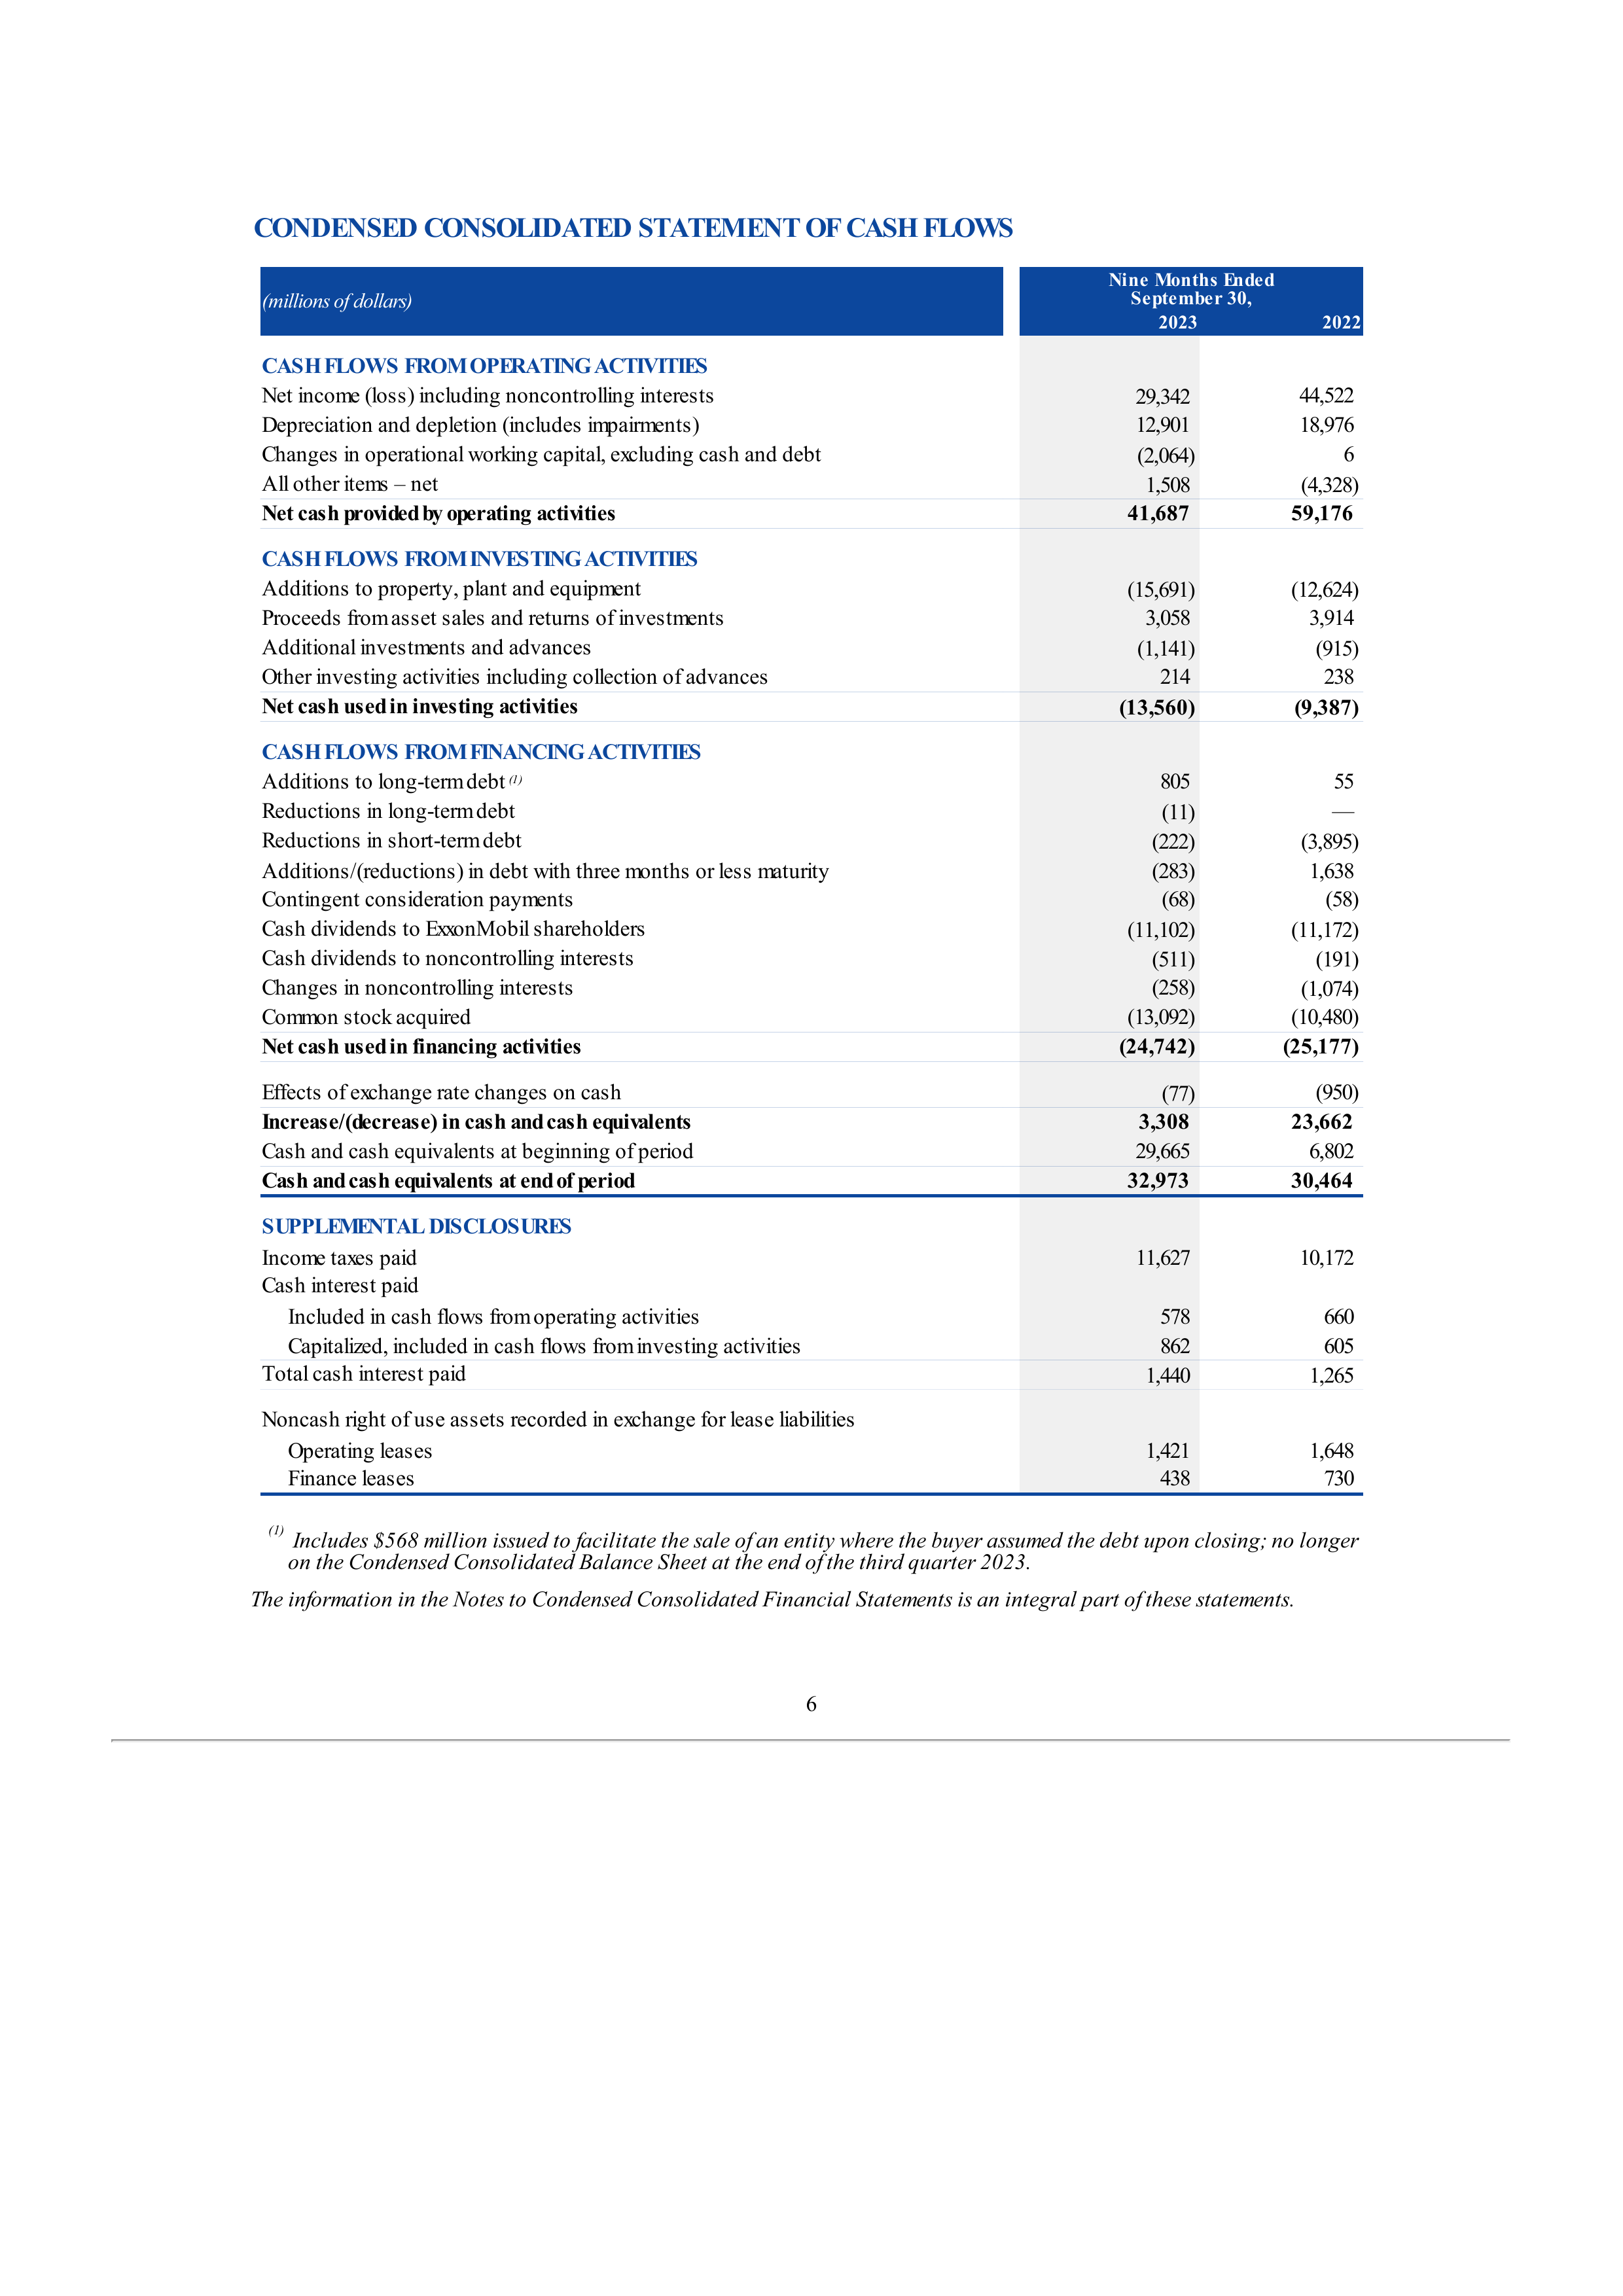 CONDENSED CONSOLIDATED STATEMENT OF CASH FLOWS
(millions of dollars)
Nine Months Ended
September 30,
2023 2022
CASH FLOWS FROM OPERATING ACTIVITIES
Net income (loss) including noncontrolling interests 29,342 44,522
Depreciation and depletion (includes impairments) 12,901 18,976
Changes in operational working capital, excluding cash and debt (2,064) 6
All other items – net 1,508 (4,328)
Net cash provided by operating activities 41,687 59,176
CASH FLOWS FROM INVESTING ACTIVITIES
Additions to property, plant and equipment (15,691) (12,624)
Proceeds from asset sales and returns of investments 3,058 3,914
Additional investments and advances (1,141) (915)
Other investing activities including collection of advances 214 238
Net cash used in investing activities (13,560) (9,387)
CASH FLOWS FROM FINANCING ACTIVITIES
Additions to long-term debt (1) 805 55
Reductions in long-term debt (11) —
Reductions in short-term debt (222) (3,895)
Additions/(reductions) in debt with three months or less maturity (283) 1,638
Contingent consideration payments (68) (58)
Cash dividends to ExxonMobil shareholders (11,102) (11,172)
Cash dividends to noncontrolling interests (511) (191)
Changes in noncontrolling interests (258) (1,074)
Common stock acquired (13,092) (10,480)
Net cash used in financing activities (24,742) (25,177)
Effects of exchange rate changes on cash (77) (950)
Increase/(decrease) in cash and cash equivalents 3,308 23,662
Cash and cash equivalents at beginning of period 29,665 6,802
Cash and cash equivalents at end of period 32,973 30,464
SUPPLEMENTAL DISCLOSURES
Income taxes paid 11,627 10,172
Cash interest paid
Included in cash flows from operating activities 578 660
Capitalized, included in cash flows from investing activities 862 605
Total cash interest paid 1,440 1,265
Noncash right of use assets recorded in exchange for lease liabilities
Operating leases 1,421 1,648
Finance leases 438 730
(1) Includes $568 million issued to facilitate the sale of an entity where the buyer assumed the debt upon closing; no longer
on the Condensed Consolidated Balance Sheet at the end of the third quarter 2023.
The information in the Notes to Condensed Consolidated Financial Statements is an integral part of these statements.
6